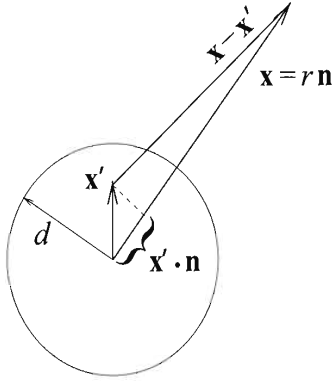 x − x′
x = r n
x′
d
x′ · n